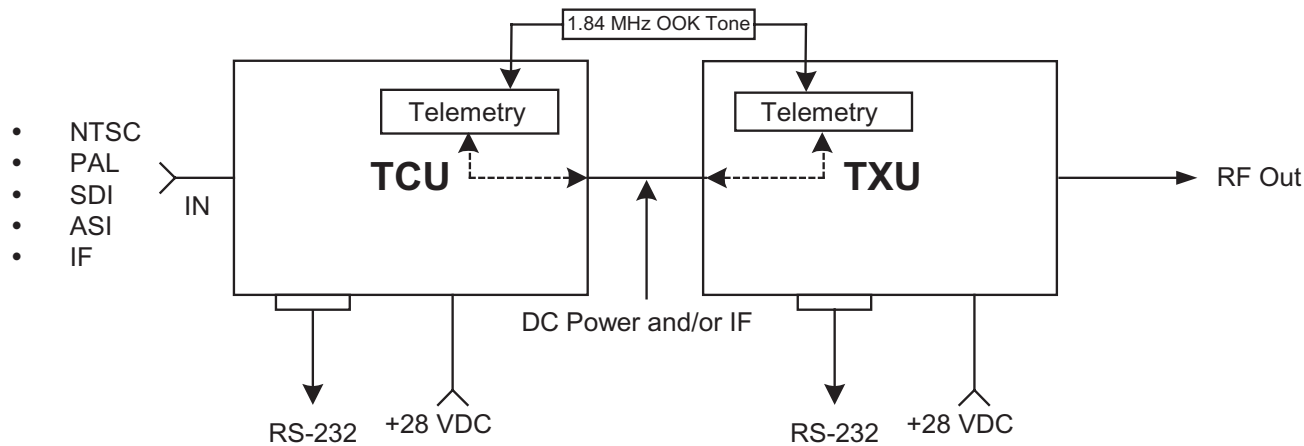 1.84 MHz OOK Tone
Telemetry
Telemetry
• NTSC
• PAL
• SDI
• ASI
• IF
IN
TCU
TXU
RF Out
DC Power and/or IF
RS-232
+28 VDC
RS-232
+28 VDC